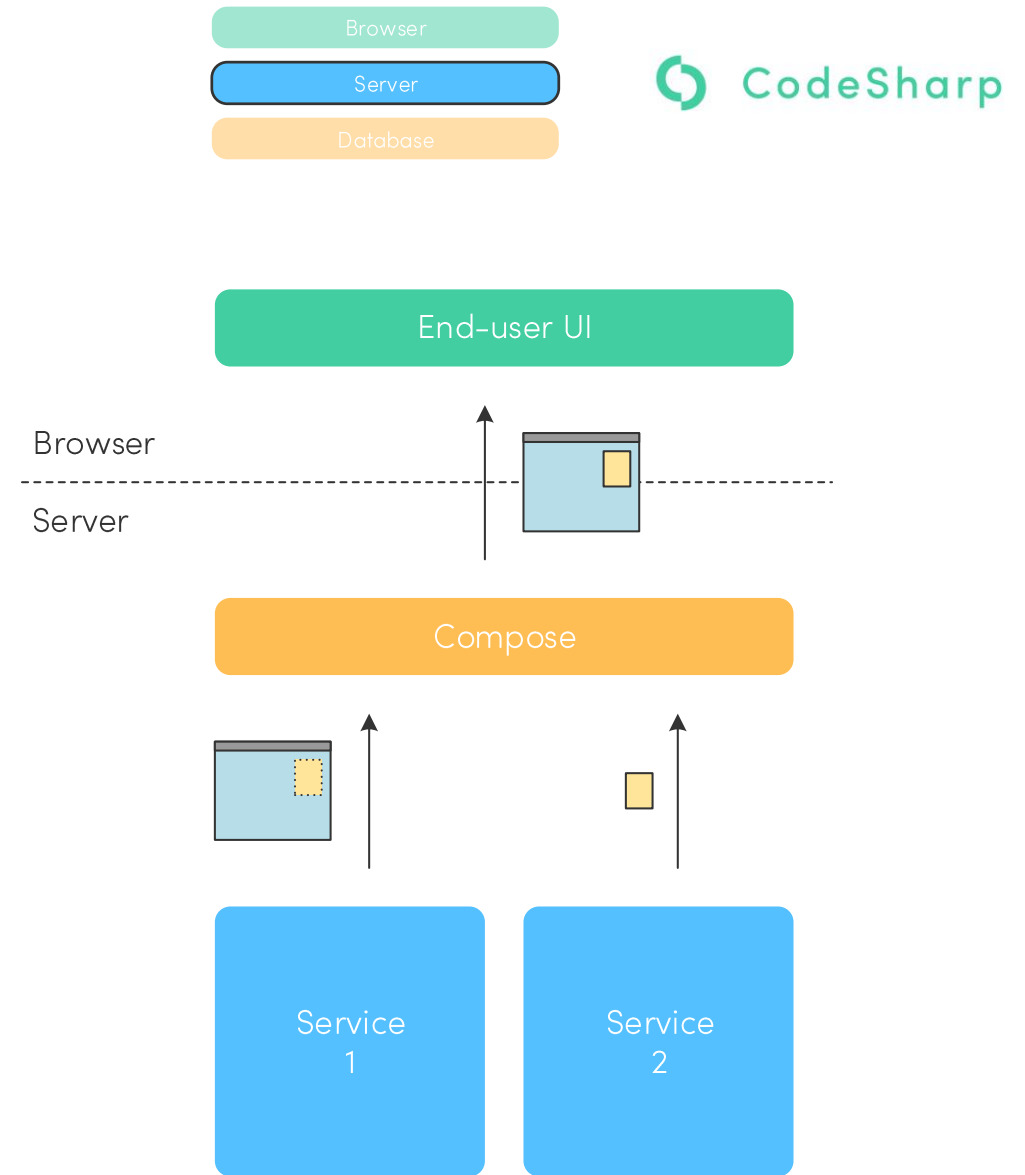 Browser
Server
CodeSharp
Database
End-user UI
Browser
Server
Compose
Service
1
Service
2